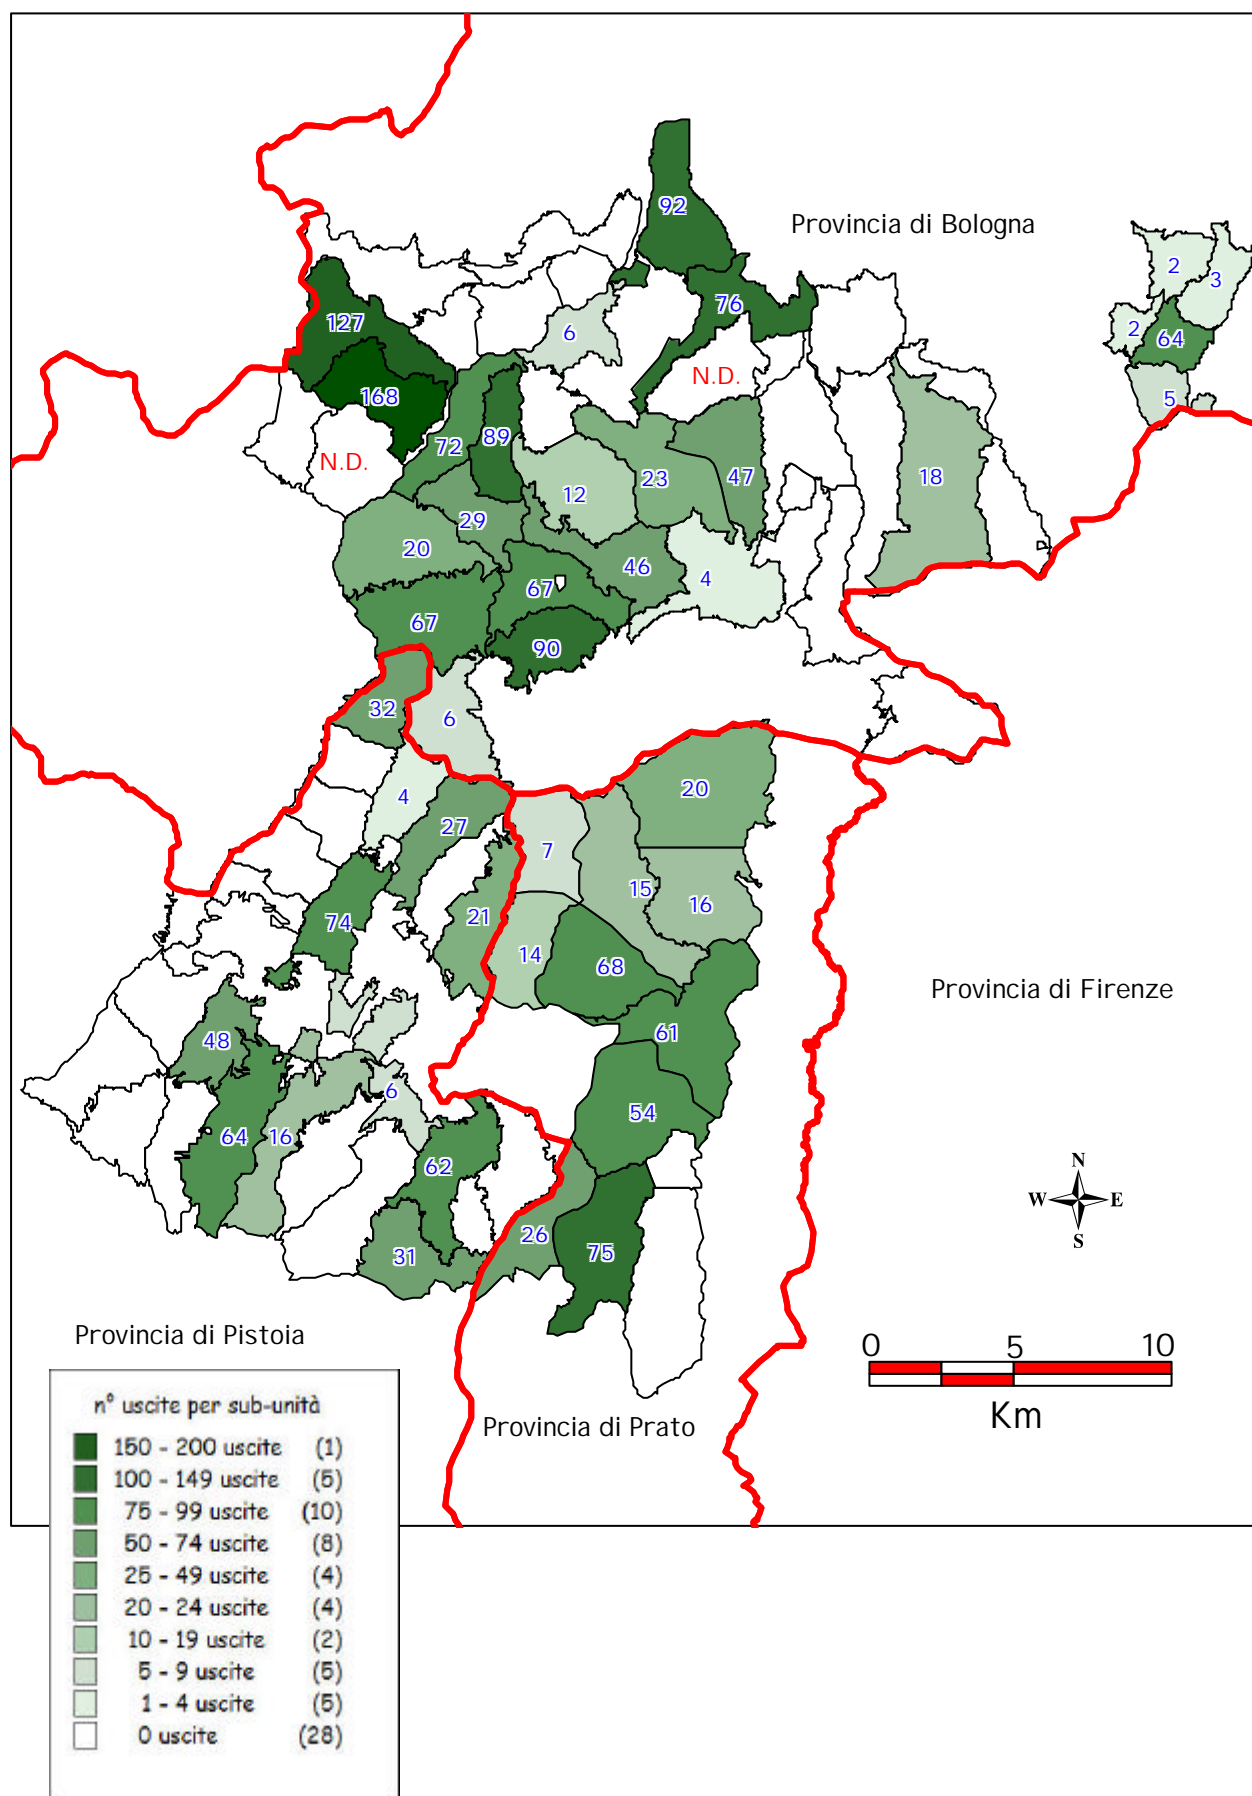 92
Provincia di Bologna
2
3
127
76
6
2
64
168
N.D.
5
72
89
N.D.
12
23
47
18
29
20
46
4
67
67
90
32
6
20
4
27
7
15
16
21
74
14
68
Provincia di Firenze
61
48
6
54
64
16
62
N
W E
S
26
75
31
Provincia di Pistoia
0 5 10
Km
Provincia di Prato
n° uscite per sub-unità
150 - 200 uscite (1)
100 - 149 uscite (5)
75 - 99 uscite (10)
50 - 74 uscite (8)
25 - 49 uscite (4)
20 - 24 uscite (4)
10 - 19 uscite (2)
5 - 9 uscite (5)
1 - 4 uscite (5)
0 uscite (28)